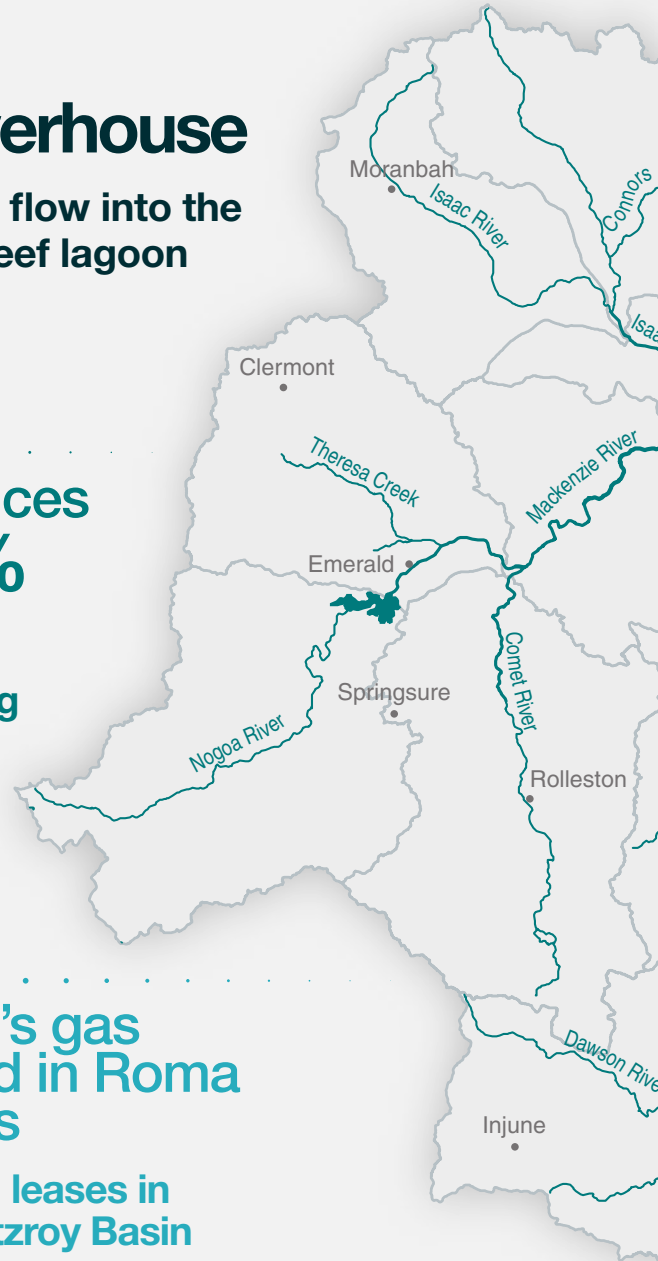 erhouse
flow into the
eef lagoon
ces
%
g
's gas
d in Roma
s
leases in
tzroy Basin
Moranbah
Isaac River
Connors
Isaa
Clermont
Theresa Creek
Mackenzie River
Emerald
Comet River
Springsure
Nogoa River
Rolleston
Dawson Rive
Injune